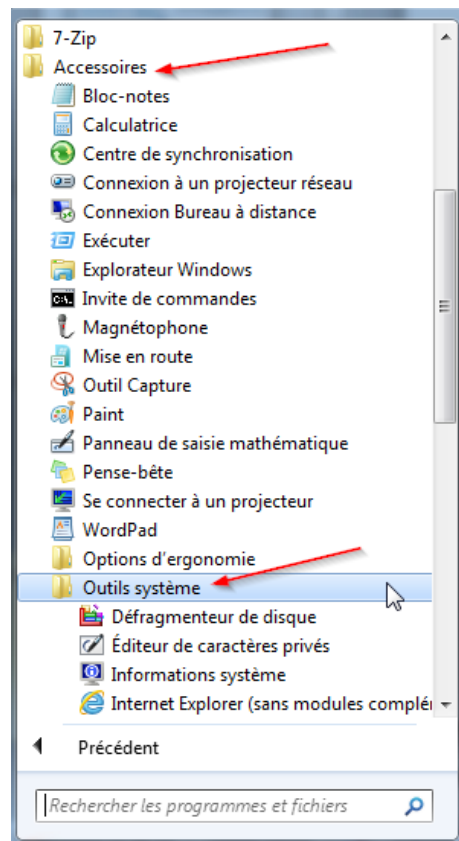 7-Zip
Accessoires
Bloc-notes
Calculatrice
Centre de synchronisation
Connexion à un projecteur réseau
Connexion Bureau à distance
Exécuter
Explorateur Windows
Invite de commandes
Magnétophone
Mise en route
Outil Capture
Paint
Panneau de saisie mathématique
Pense-bête
Se connecter à un projecteur
WordPad
Options d'ergonomie
Outils système
Défragmenteur de disque
Éditeur de caractères privés
Informations système
Internet Explorer (sans modules complé
Précédent
Rechercher les programmes et fichiers